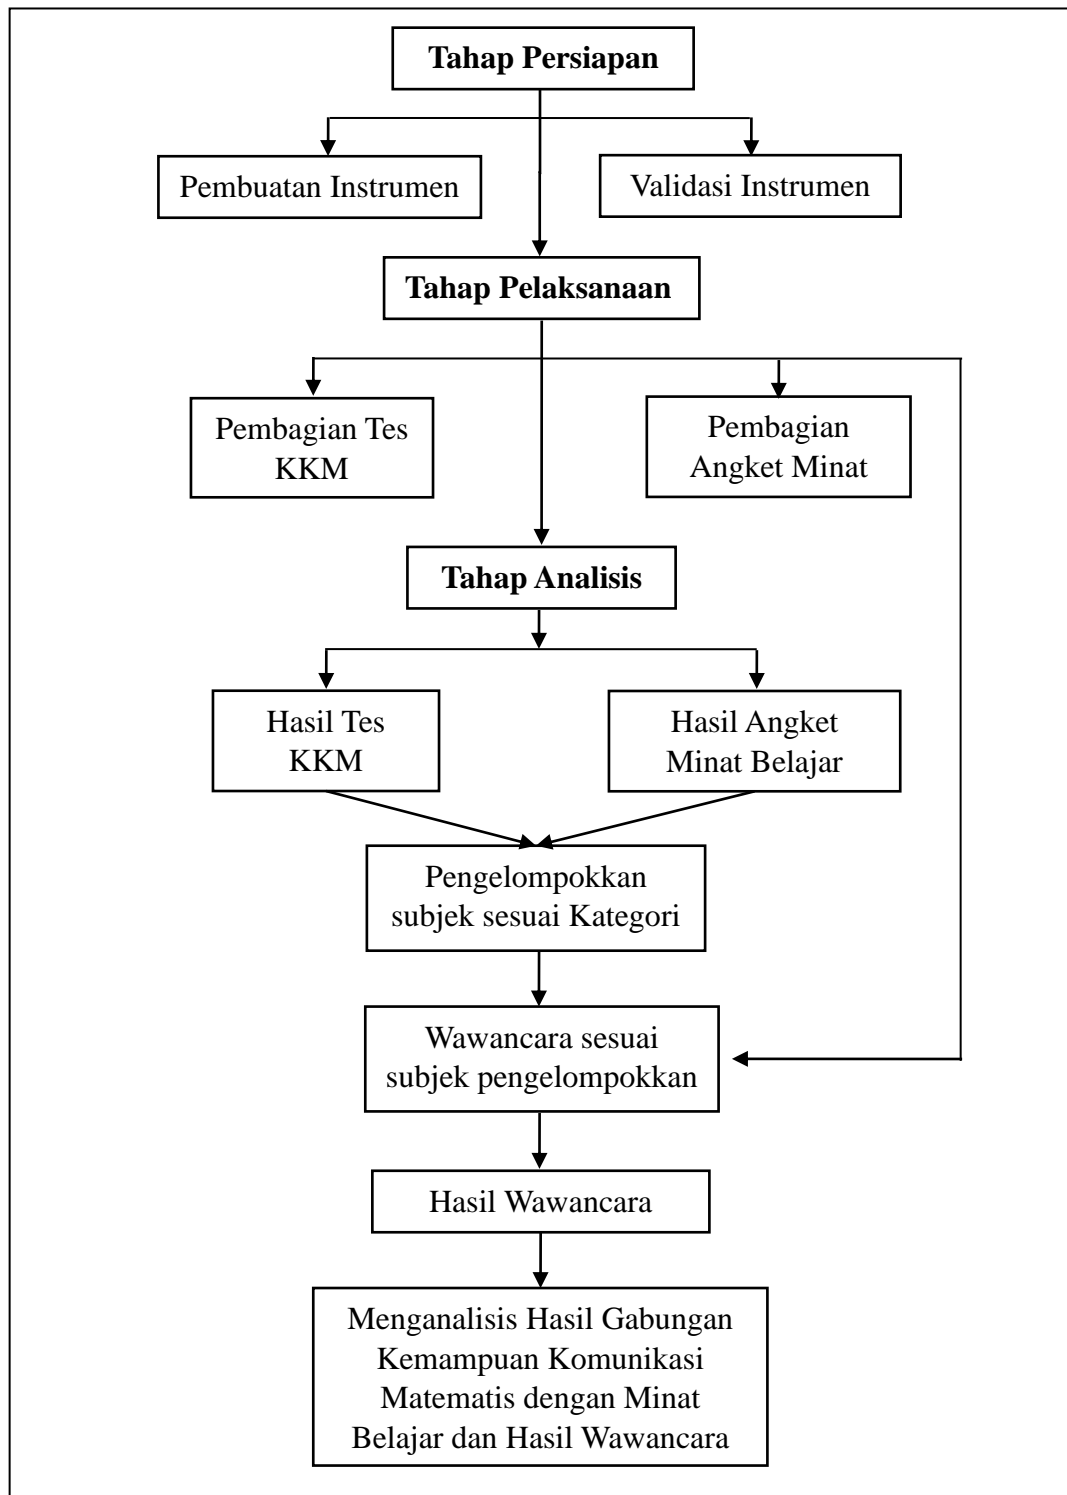 Tahap Persiapan
Pembuatan Instrumen
Validasi Instrumen
Tahap Pelaksanaan
Pembagian Tes
KKM
Pembagian
Angket Minat
Tahap Analisis
Hasil Tes
KKM
Hasil Angket
Minat Belajar
Pengelompokkan
subjek sesuai Kategori
Wawancara sesuai
subjek pengelompokkan
Hasil Wawancara
Menganalisis Hasil Gabungan
Kemampuan Komunikasi
Matematis dengan Minat
Belajar dan Hasil Wawancara